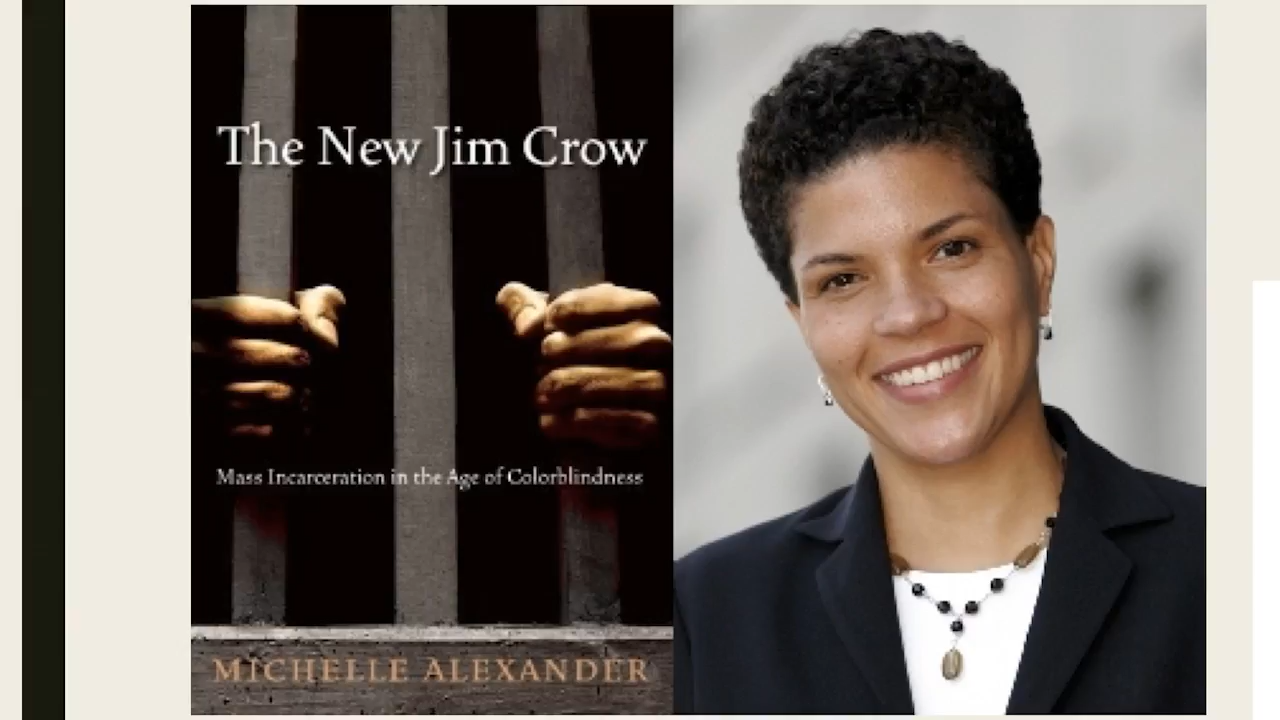 The New Jim Crow
Mass Incarceration in the Age of Colorblindness
MICHELLE ALEXANDER